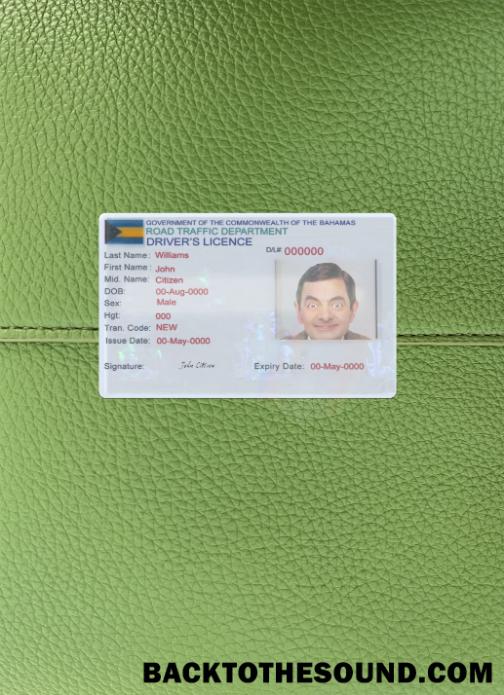 GOVERNMENT OF THE COMMONWEALTH OF THE BAHAMAS
ROAD TRAFFIC DEPARTMENT
DRIVER'S LICENCE
D/L# 000000
Last Name: Williams
First Name: John
Mid. Name: Citizen
DOB: 00-Aug-0000
Sex: Male
Hgt: 000
Tran. Code: NEW
Issue Date: 00-May-0000
Signature: John Citizen
Expiry Date: 00-May-0000
BACKTOTHESOUND.COM